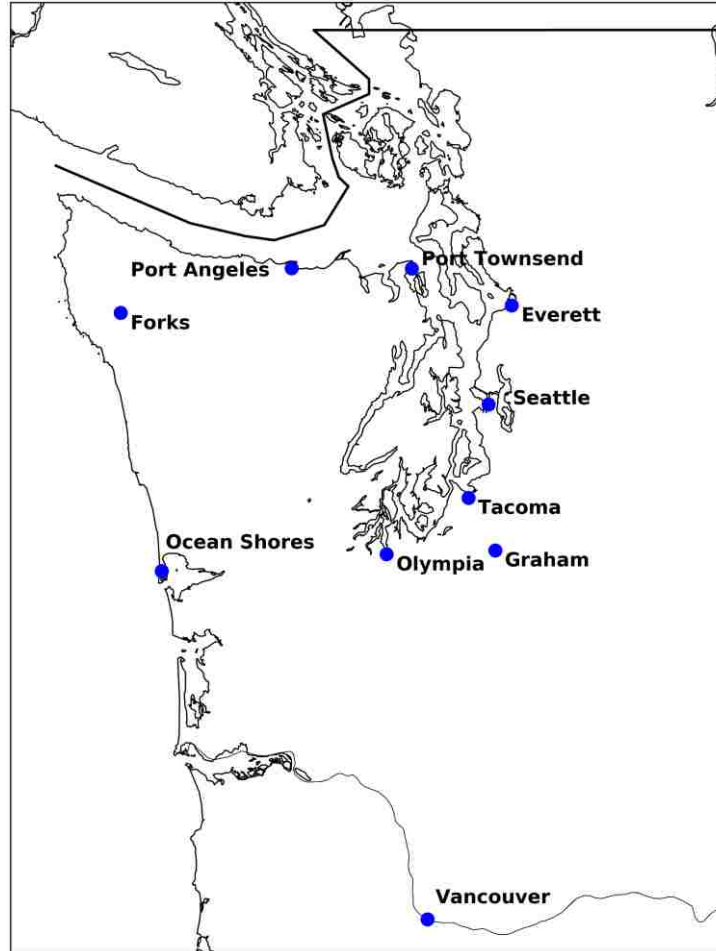 Port Townsend
Port Angeles
Everett
Forks
Seattle
Tacoma
Ocean Shores
Olympia
Graham
Vancouver